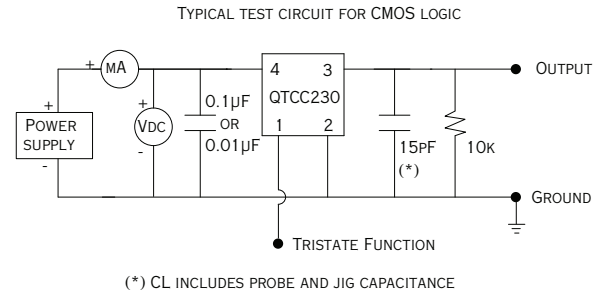 TYPICAL TEST CIRCUIT FOR CMOS LOGIC
+
MA
4 3
OUTPUT
QTCC230
+
+
0.1µF
OR
0.01µF
POWER
SUPPLY
VDC
1 2
15PF
(*)
10K
-
-
GROUND
TRISTATE FUNCTION
(*) CL INCLUDES PROBE AND JIG CAPACITANCE